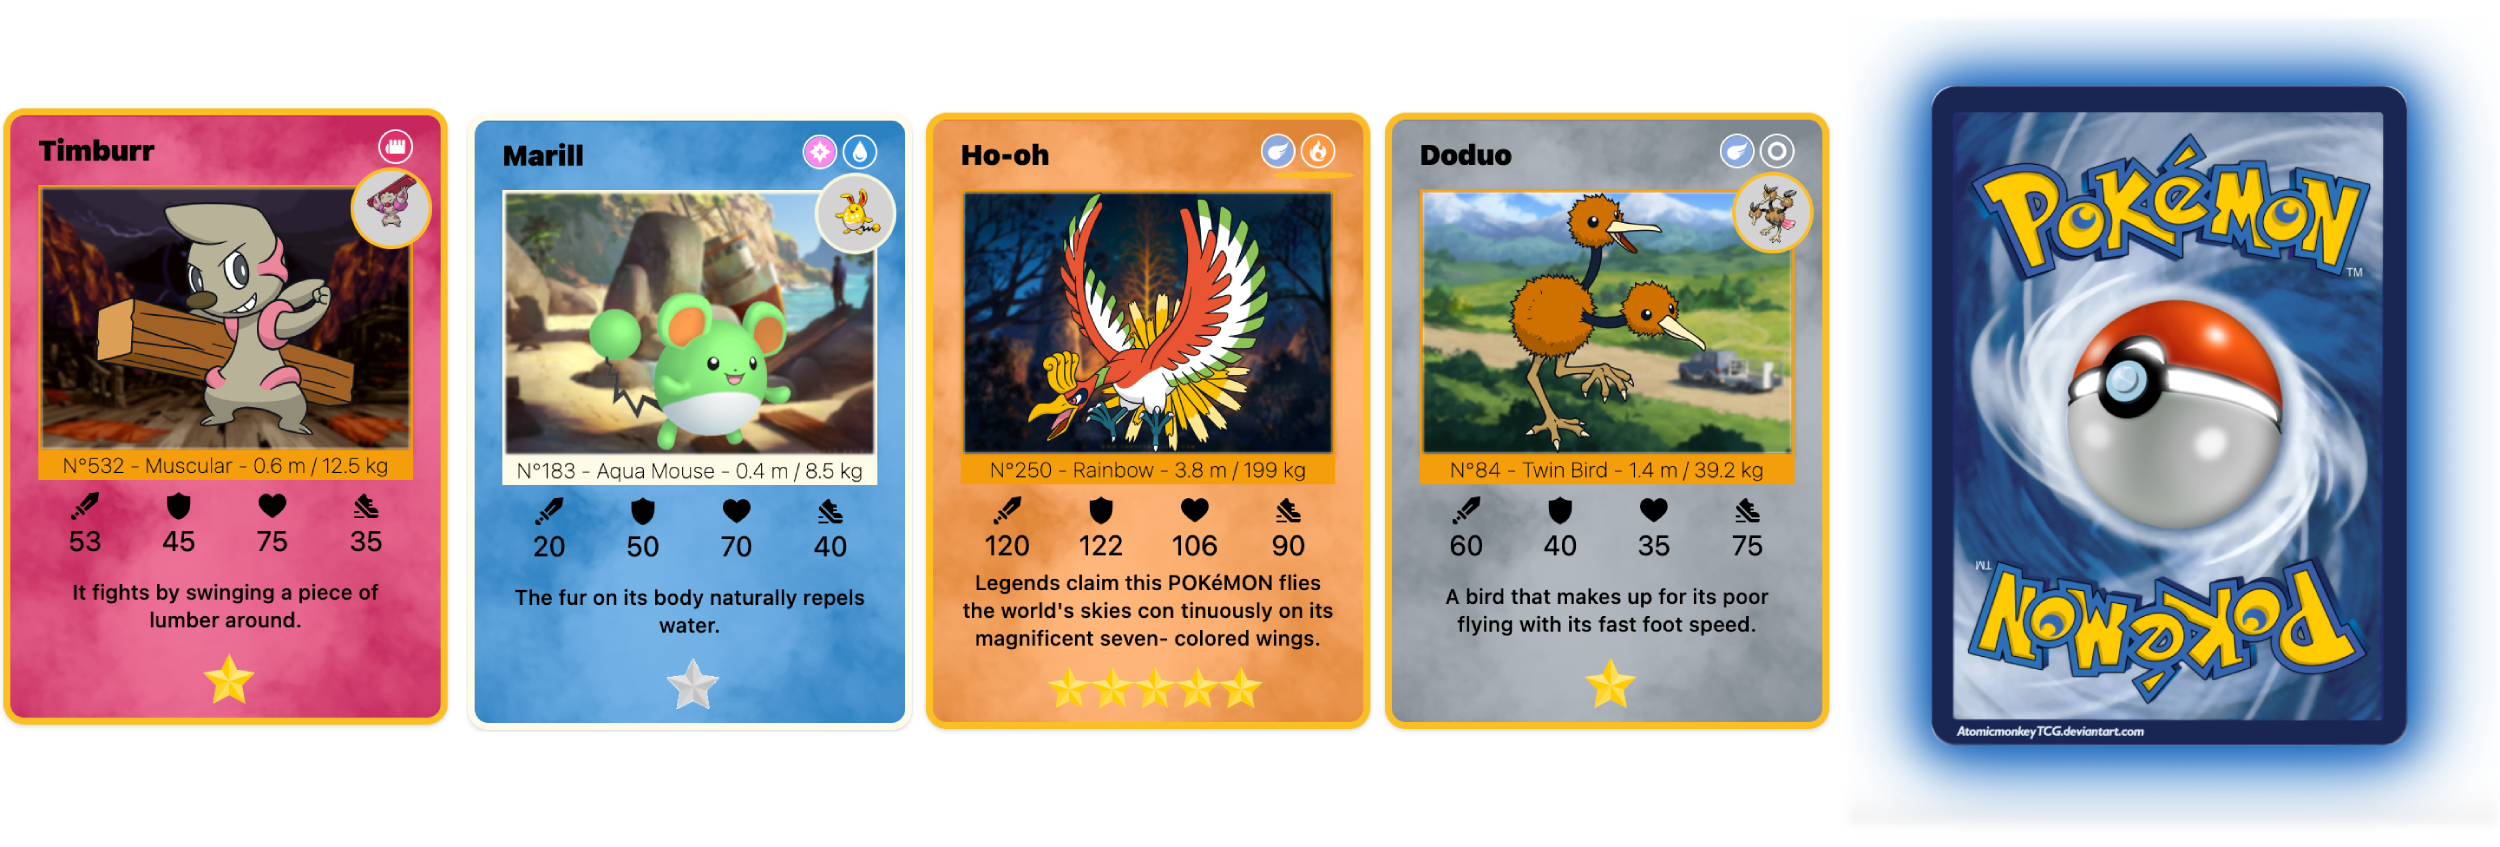 Timburr
N°532 - Muscular - 0.6 m / 12.5 kg
53 45 75 35
It fights by swinging a piece of
lumber around.
Marill
N°183 - Aqua Mouse - 0.4 m / 8.5 kg
20 50 70 40
The fur on its body naturally repels
water.
Ho-oh
N°250 - Rainbow - 3.8 m / 199 kg
120 122 106 90
Legends claim this POKéMON flies
the world's skies con tinuously on its
magnificent seven- colored wings.
Doduo
N°84 - Twin Bird - 1.4 m / 39.2 kg
60 40 35 75
A bird that makes up for its poor
flying with its fast foot speed.
POKéMON
TM
TM
POKéMON
AtomicmonkeyTCG.deviantart.com